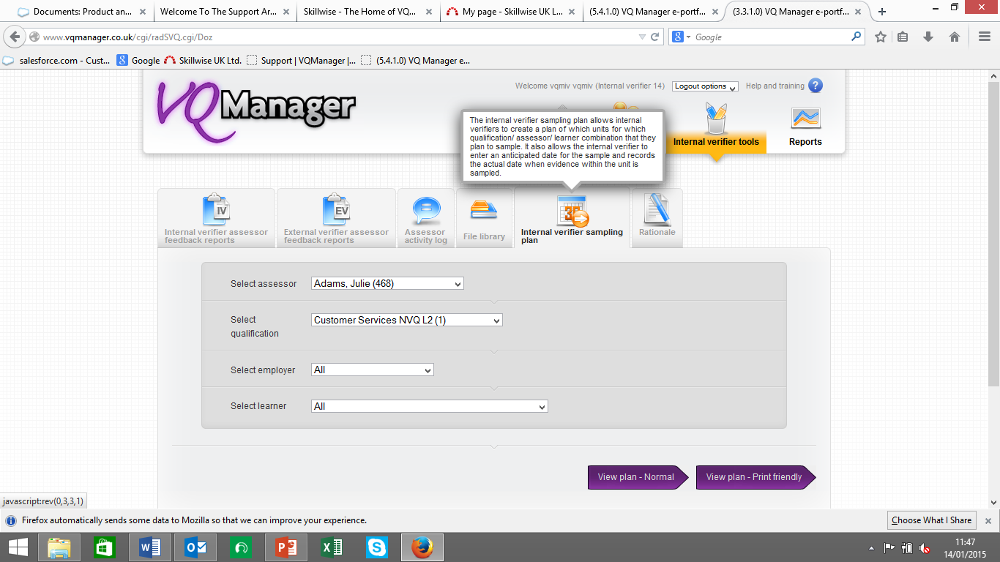 Documents: Product an...
Welcome To The Support Ar...
Skillwise - The Home of VQ...
My page - Skillwise UK L...
(5.4.1.0) VQ Manager e-portf...
(3.3.1.0) VQ Manager e-portf...
www.vqmanager.co.uk/cgi/radSVQ.cgi/Doz
Google
salesforce.com - Cust...
Google
Skillwise UK Ltd.
Support | VQManager |...
(5.4.1.0) VQ Manager e...
VQManager
Welcome vqmiv vqmiv (Internal verifier 14)
Logout options
Help and training
?
The internal verifier sampling plan allows internal
verifiers to create a plan of which units for which
qualification/ assessor/ learner combination that they
plan to sample. It also allows the internal verifier to
enter an anticipated date for the sample and records
the actual date when evidence within the unit is
sampled.
Internal verifier tools
Reports
IV
Internal verifier assessor
feedback reports
EV
External verifier assessor
feedback reports
Assessor
activity log
File library
Internal verifier sampling
plan
Rationale
Select assessor
Adams, Julie (468)
Select
qualification
Customer Services NVQ L2 (1)
Select employer
All
Select learner
All
View plan - Normal
View plan - Print friendly
javascript:rev(0,3,3,1)
Firefox automatically sends some data to Mozilla so that we can improve your experience.
Choose What I Share
11:47
14/01/2015